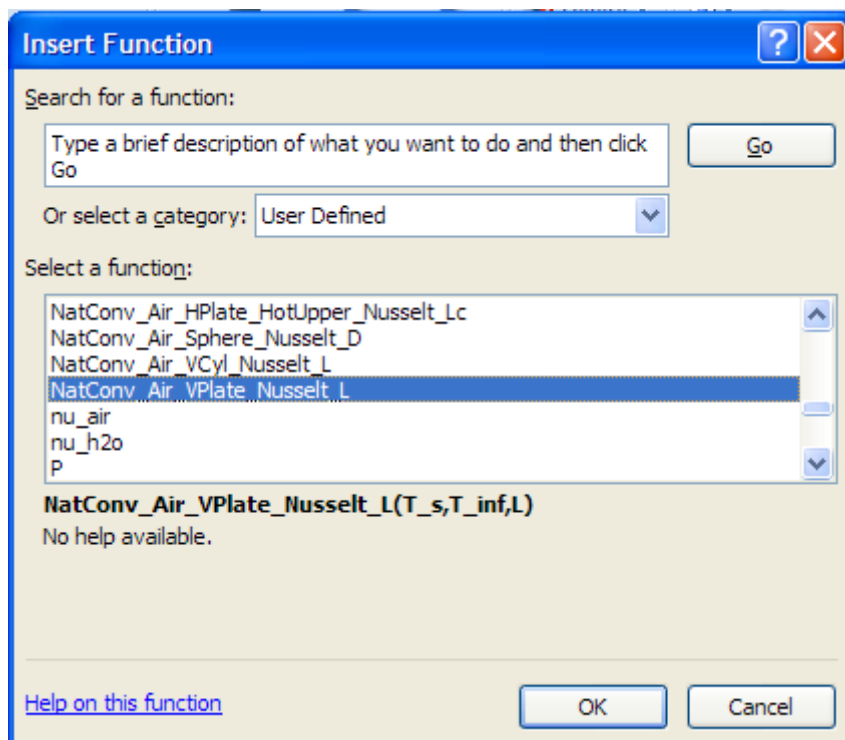 Insert Function
Search for a function:
Type a brief description of what you want to do and then click
Go
Go
Or select a category: User Defined
Select a function:
NatConv_Air_HPlate_HotUpper_Nusselt_Lc
NatConv_Air_Sphere_Nusselt_D
NatConv_Air_VCyl_Nusselt_L
NatConv_Air_VPlate_Nusselt_L
nu_air
nu_h2o
P
NatConv_Air_VPlate_Nusselt_L(T_s,T_inf,L)
No help available.
Help on this function
OK
Cancel